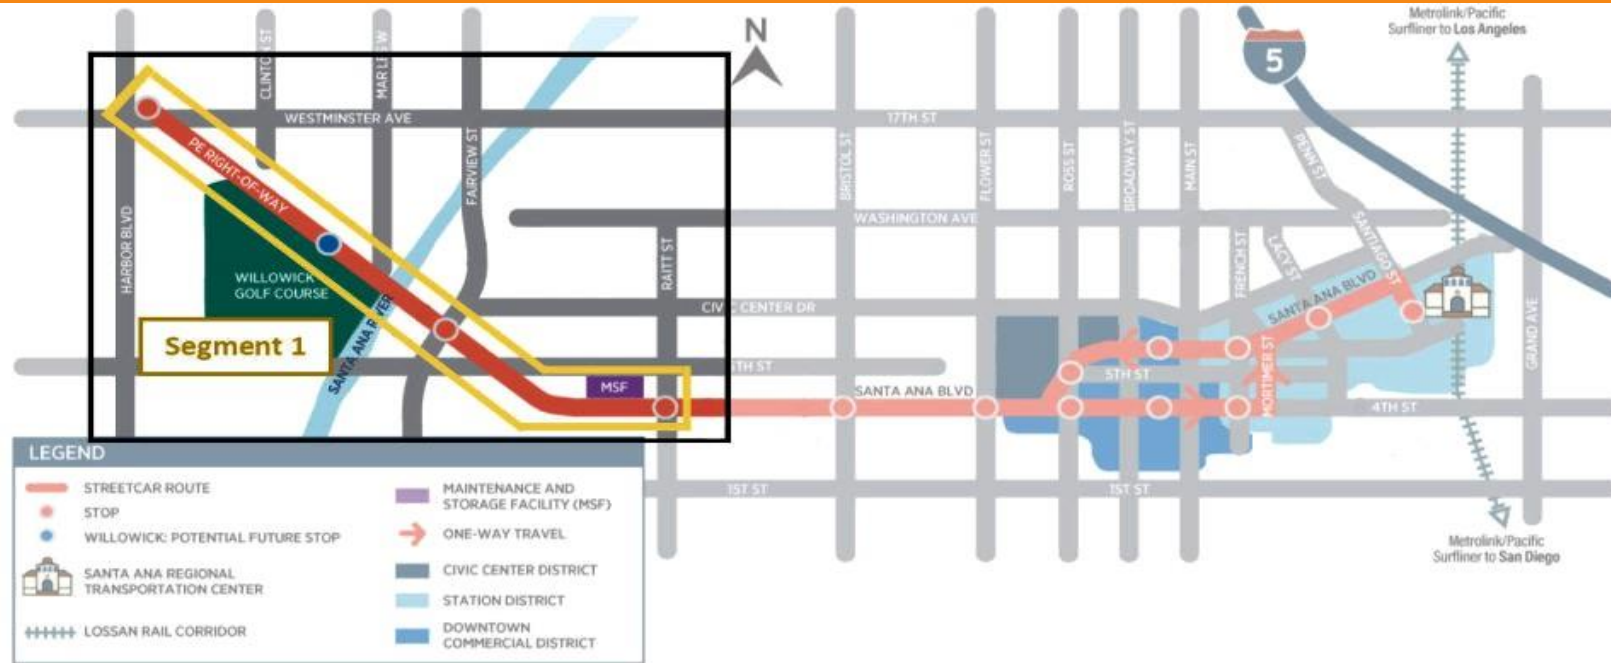 Metrolink/Pacific
Surfliner to Los Angeles
N
5
CLINTON ST
WESTMINSTER AVE
17TH ST
PE RIGHT-OF-WAY
FAIRVIEW ST
BRISTOL ST
FLOWER ST
ROSS ST
BROADWAY ST
MAIN ST
PENN ST
HARBOR BLVD
WASHINGTON AVE
RAITT ST
FRENCH ST
LACY ST
SANTIAGO ST
WILLOWICK
GOLF COURSE
SANTA ANA RIVER
CIVIC CENTER DR
SANTA ANA BLVD
GRAND AVE
Segment 1
5TH ST
MSF
SANTA ANA BLVD
5TH ST
MORTIMER ST
4TH ST
1ST ST
1ST ST
LEGEND
STREETCAR ROUTE
STOP
WILLOWICK: POTENTIAL FUTURE STOP
SANTA ANA REGIONAL
TRANSPORTATION CENTER
LOSSAN RAIL CORRIDOR
MAINTENANCE AND
STORAGE FACILITY (MSF)
ONE-WAY TRAVEL
CIVIC CENTER DISTRICT
STATION DISTRICT
DOWNTOWN
COMMERCIAL DISTRICT
Metrolink/Pacific
Surfliner to San Diego